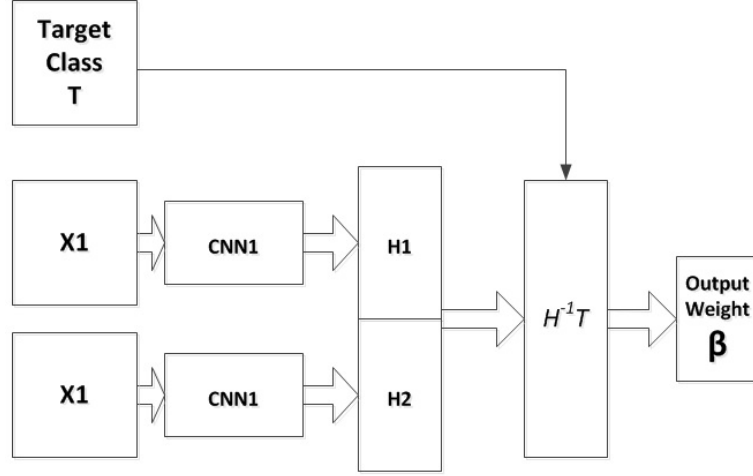 Target
Class
T
X1
CNN1
H1
X1
CNN1
H2
H⁻¹T
Output
Weight
β